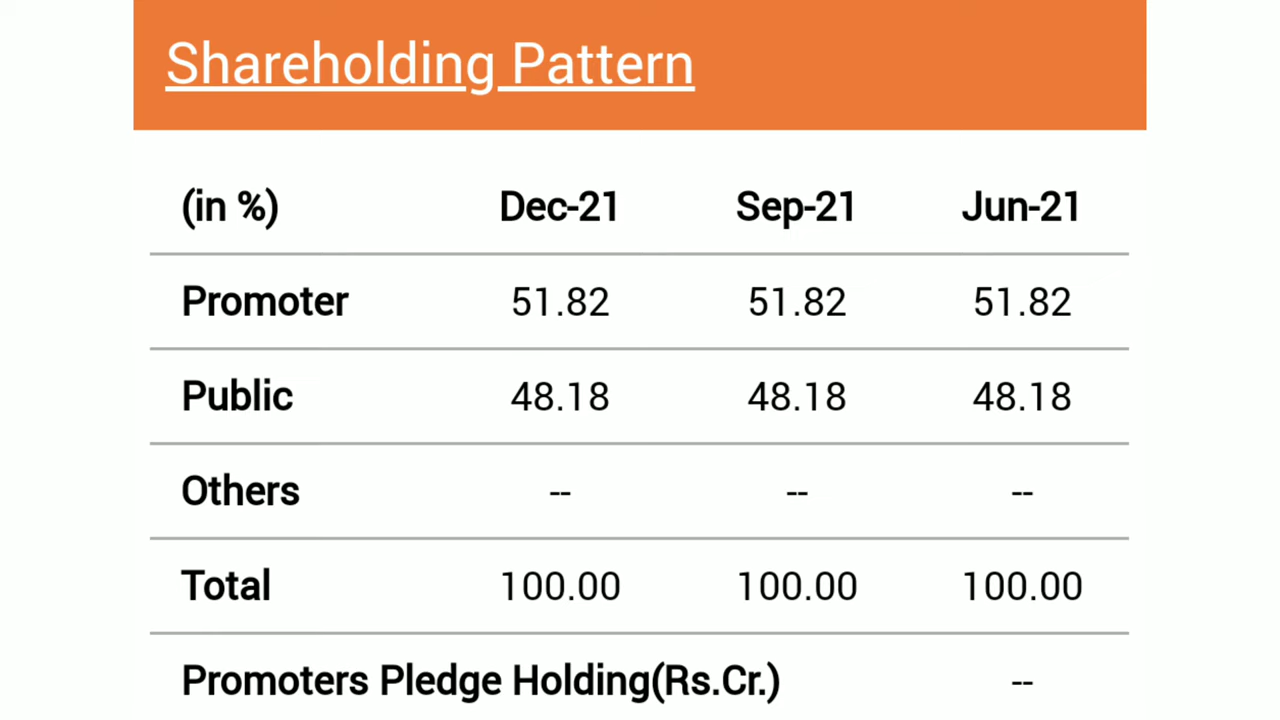 Shareholding Pattern
(in %) Dec-21 Sep-21 Jun-21
Promoter 51.82 51.82 51.82
Public 48.18 48.18 48.18
Others -- -- --
Total 100.00 100.00 100.00
Promoters Pledge Holding(Rs.Cr.) --